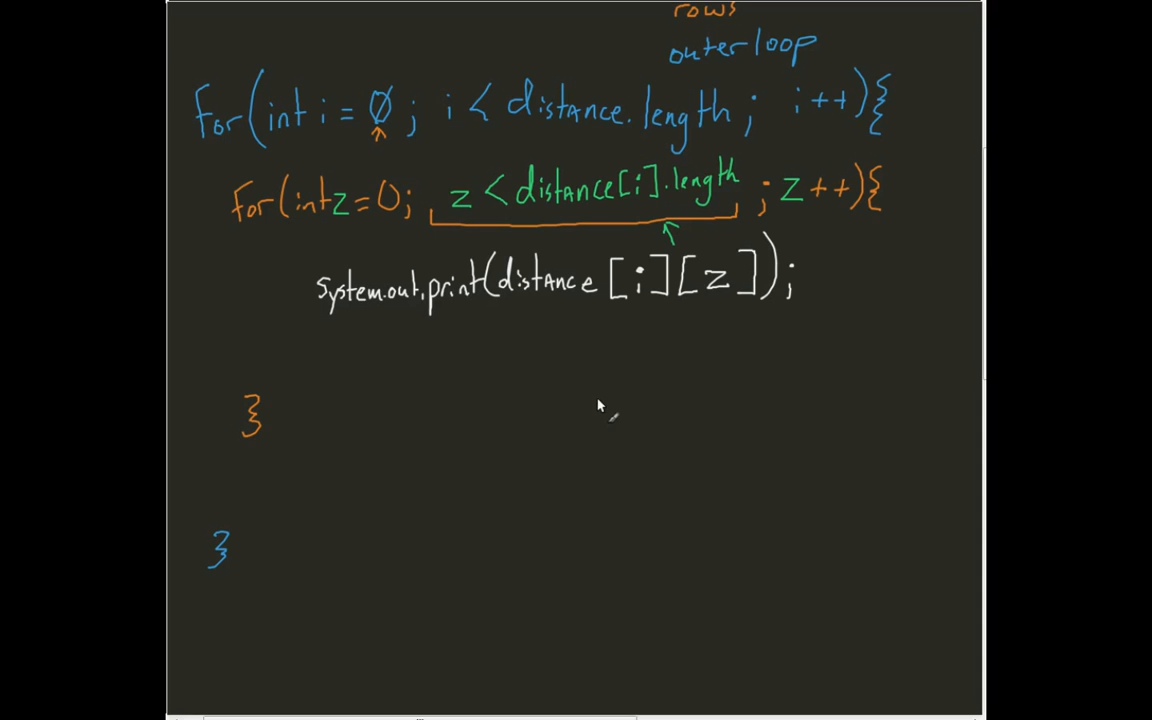 rows
outer loop
for(int i = 0; i < distance.length; i++){
for(int z=0; z < distance[i].length; z++){
system.out.print(distance[i][z]);
}
}